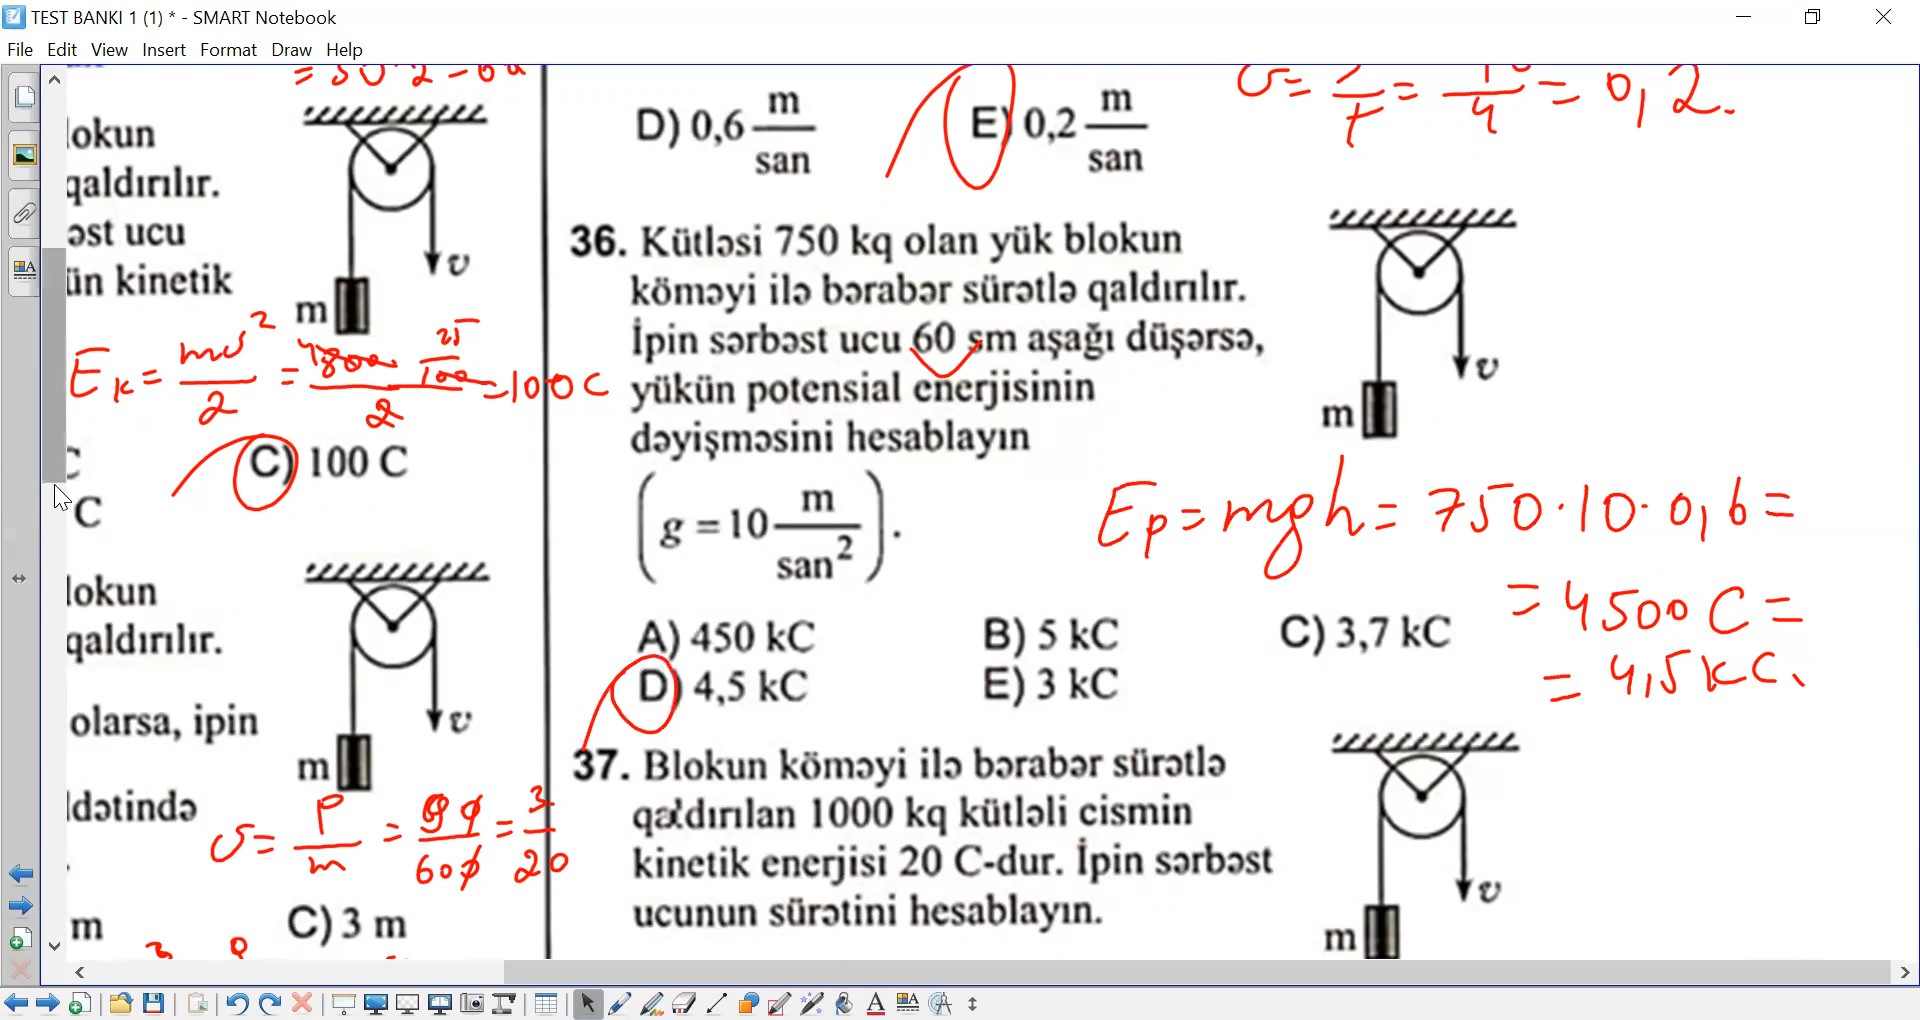 TEST BANKI 1 (1) * - SMART Notebook
File Edit View Insert Format Draw Help
lokun
qaldırılır.
əst ucu
ün kinetik
m
v
E k = mv² / 2 = 4800 25/100 / 2 = 100 C
C) 100 C
C
lokun
qaldırılır.
olarsa, ipin
m
v
ldətində
v = P/m = 90/600 = 3/20
m
C) 3 m
D) 0,6 m/san
E) 0,2 m/san
= 0,2.
36. Kütləsi 750 kq olan yük blokun
köməyi ilə bərabər sürətlə qaldırılır.
İpin sərbəst ucu 60 sm aşağı düşərsə,
yükün potensial enerjisinin
dəyişməsini hesablayın
(g = 10 m/san²).
m
v
Ep = mgh = 750 · 10 · 0,6 =
= 4500 C =
= 4,5 kC.
A) 450 kC
B) 5 kC
C) 3,7 kC
D) 4,5 kC
E) 3 kC
37. Blokun köməyi ilə bərabər sürətlə
qaldırılan 1000 kq kütləli cismin
kinetik enerjisi 20 C-dur. İpin sərbəst
ucunun sürətini hesablayın.
m
v